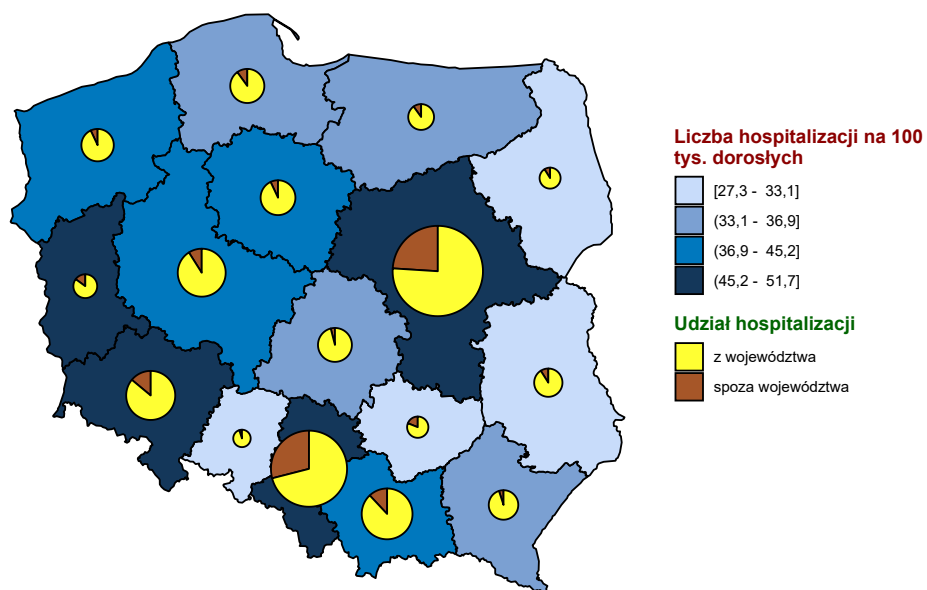 Liczba hospitalizacji na 100
tys. dorosłych
[27,3 - 33,1]
(33,1 - 36,9]
(36,9 - 45,2]
(45,2 - 51,7]
Udział hospitalizacji
z województwa
spoza województwa